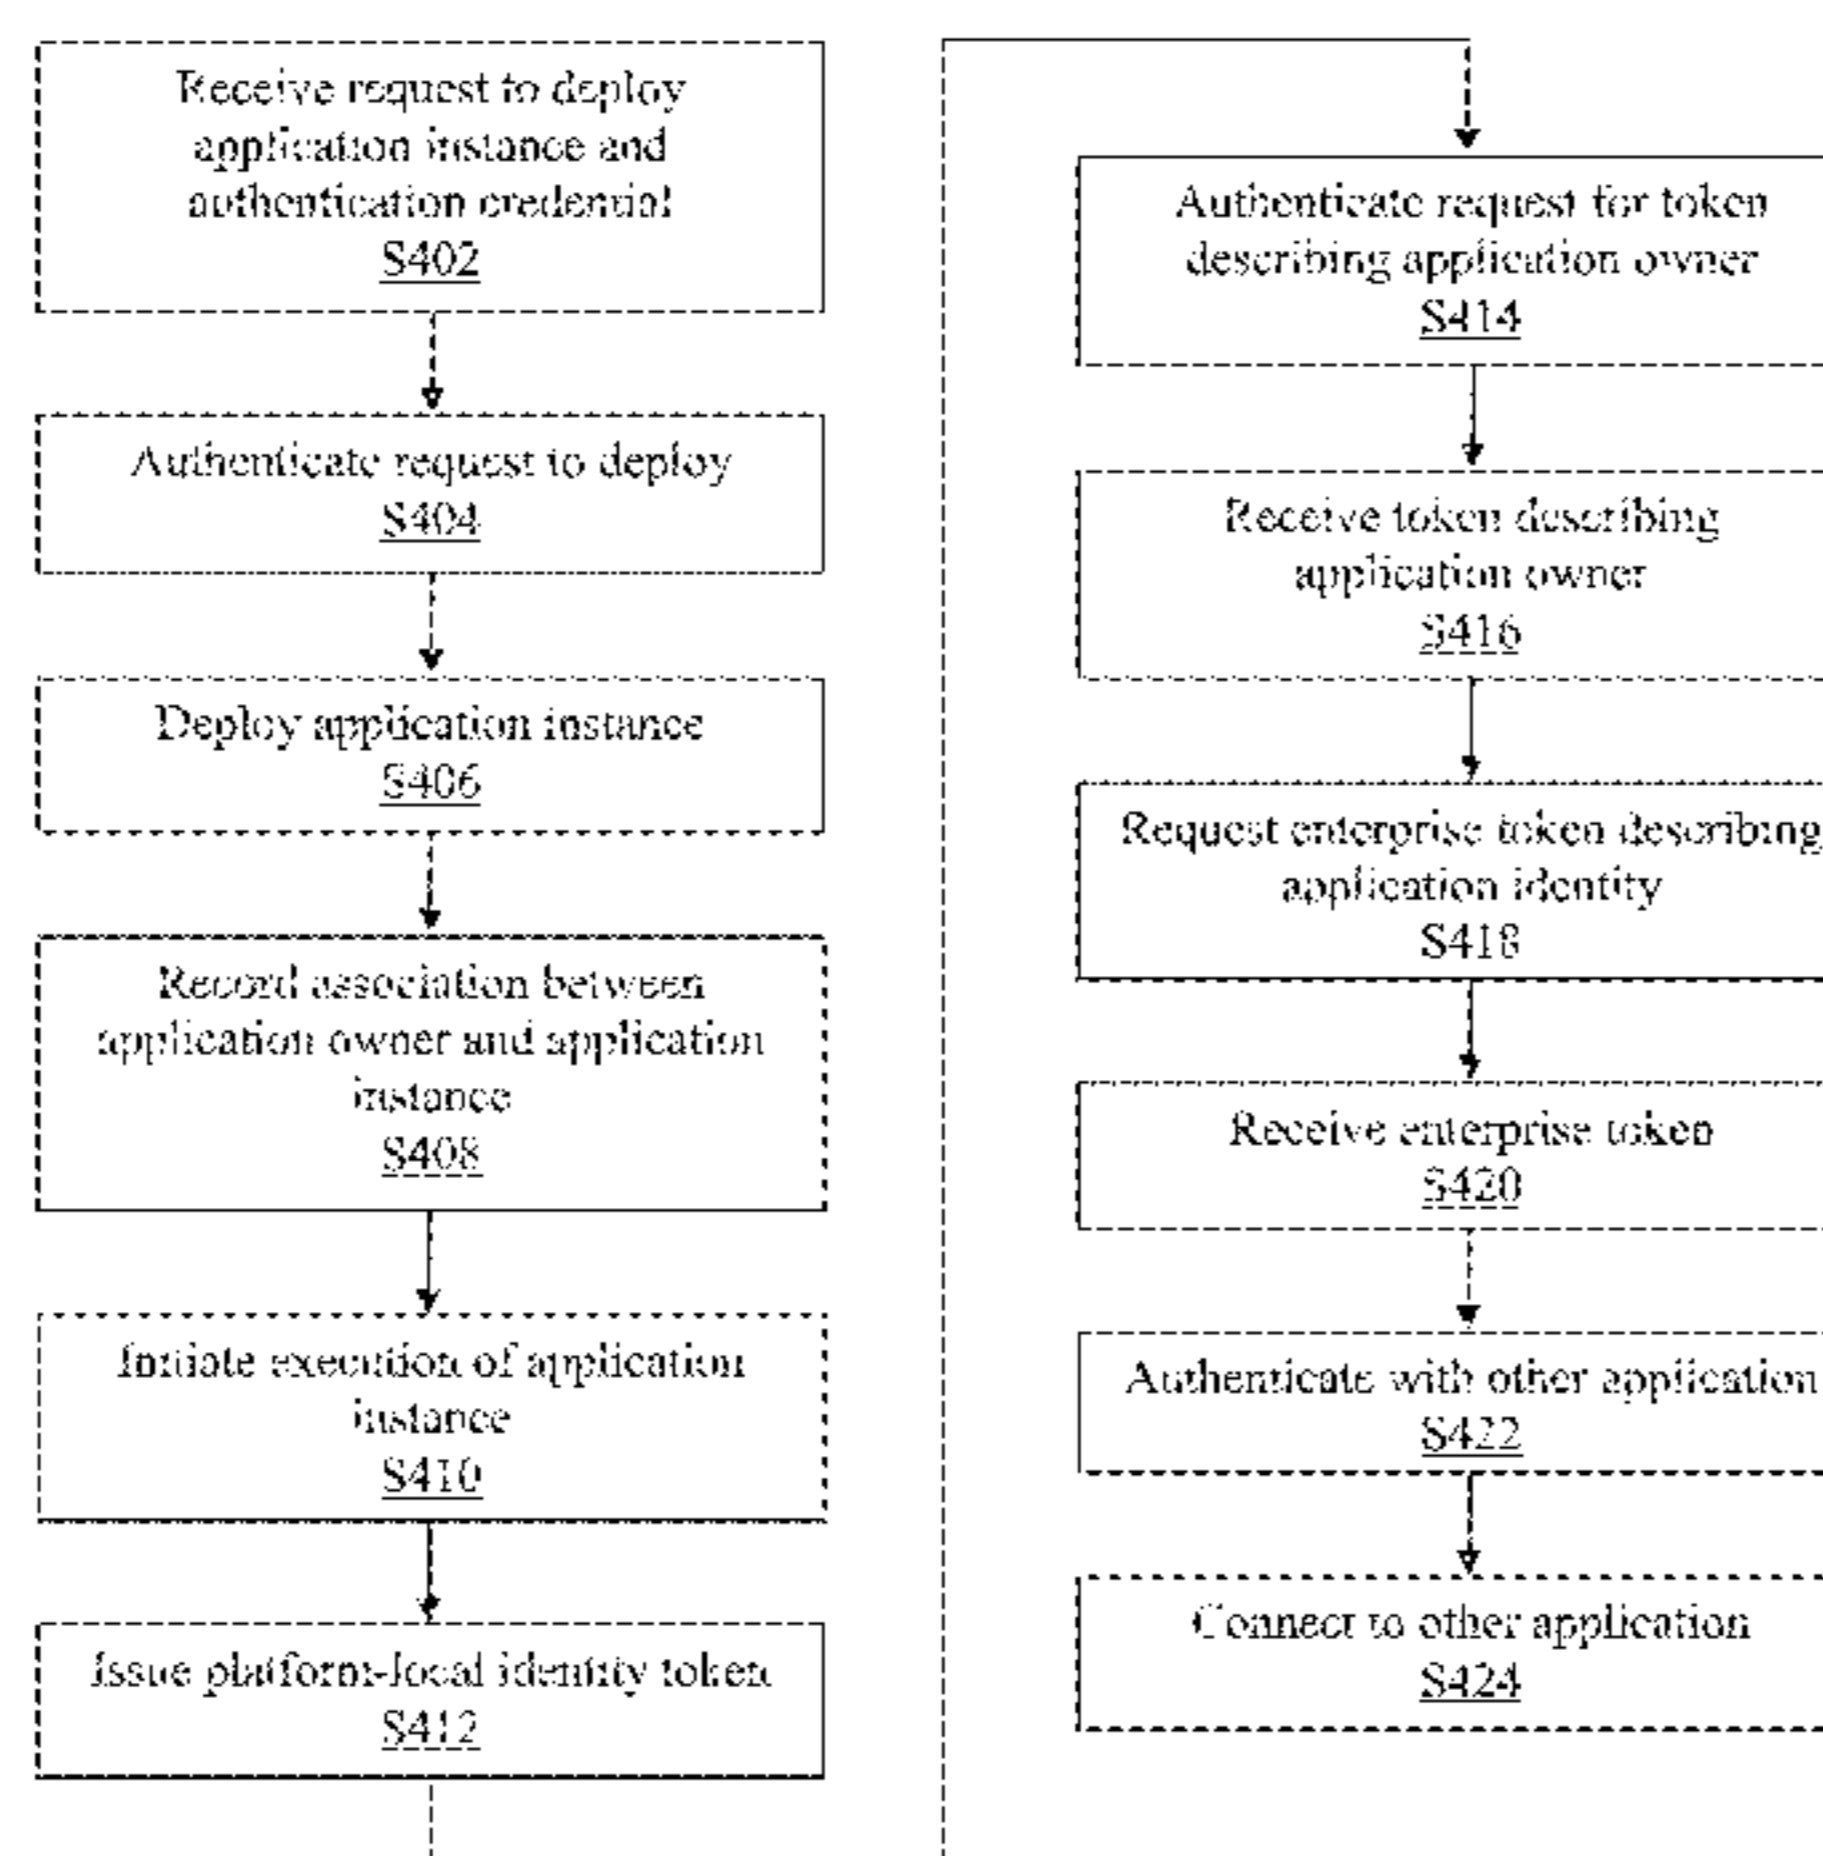 Receive request to deploy
application instance and
authentication credential
S402
Authenticate request to deploy
S404
Deploy application instance
S406
Record association between
application owner and application
instance
S408
Initiate execution of application
instance
S410
Issue platform-local identity token
S412
Authenticate request for token
describing application owner
S414
Receive token describing
application owner
S416
Request enterprise token describing
application identity
S418
Receive enterprise token
S420
Authenticate with other application
S422
Connect to other application
S424